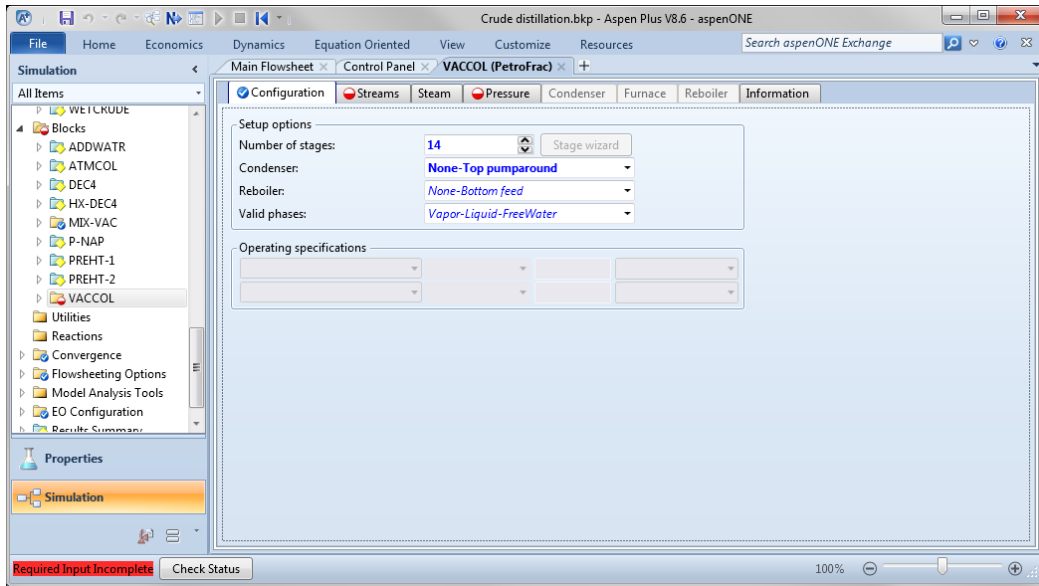 Crude distillation.bkp - Aspen Plus V8.6 - aspenONE
File Home Economics Dynamics Equation Oriented View Customize Resources Search aspenONE Exchange
Simulation
All Items
WETCRUDE
Blocks
ADDWATR
ATMCOL
DEC4
HX-DEC4
MIX-VAC
P-NAP
PREHT-1
PREHT-2
VACCOL
Utilities
Reactions
Convergence
Flowsheeting Options
Model Analysis Tools
EO Configuration
Results Summary
Properties
Simulation
Main Flowsheet Control Panel VACCOL (PetroFrac)
Configuration Streams Steam Pressure Condenser Furnace Reboiler Information
Setup options
Number of stages: 14 Stage wizard
Condenser: None-Top pumparound
Reboiler: None-Bottom feed
Valid phases: Vapor-Liquid-FreeWater
Operating specifications
Required Input Incomplete Check Status 100%